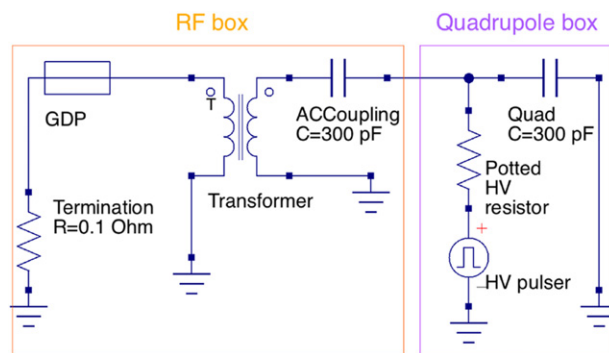 RF box
Quadrupole box
GDP
T
ACCoupling
C=300 pF
Quad
C=300 pF
Termination
R=0.1 Ohm
Transformer
Potted
HV
resistor
+
HV pulser